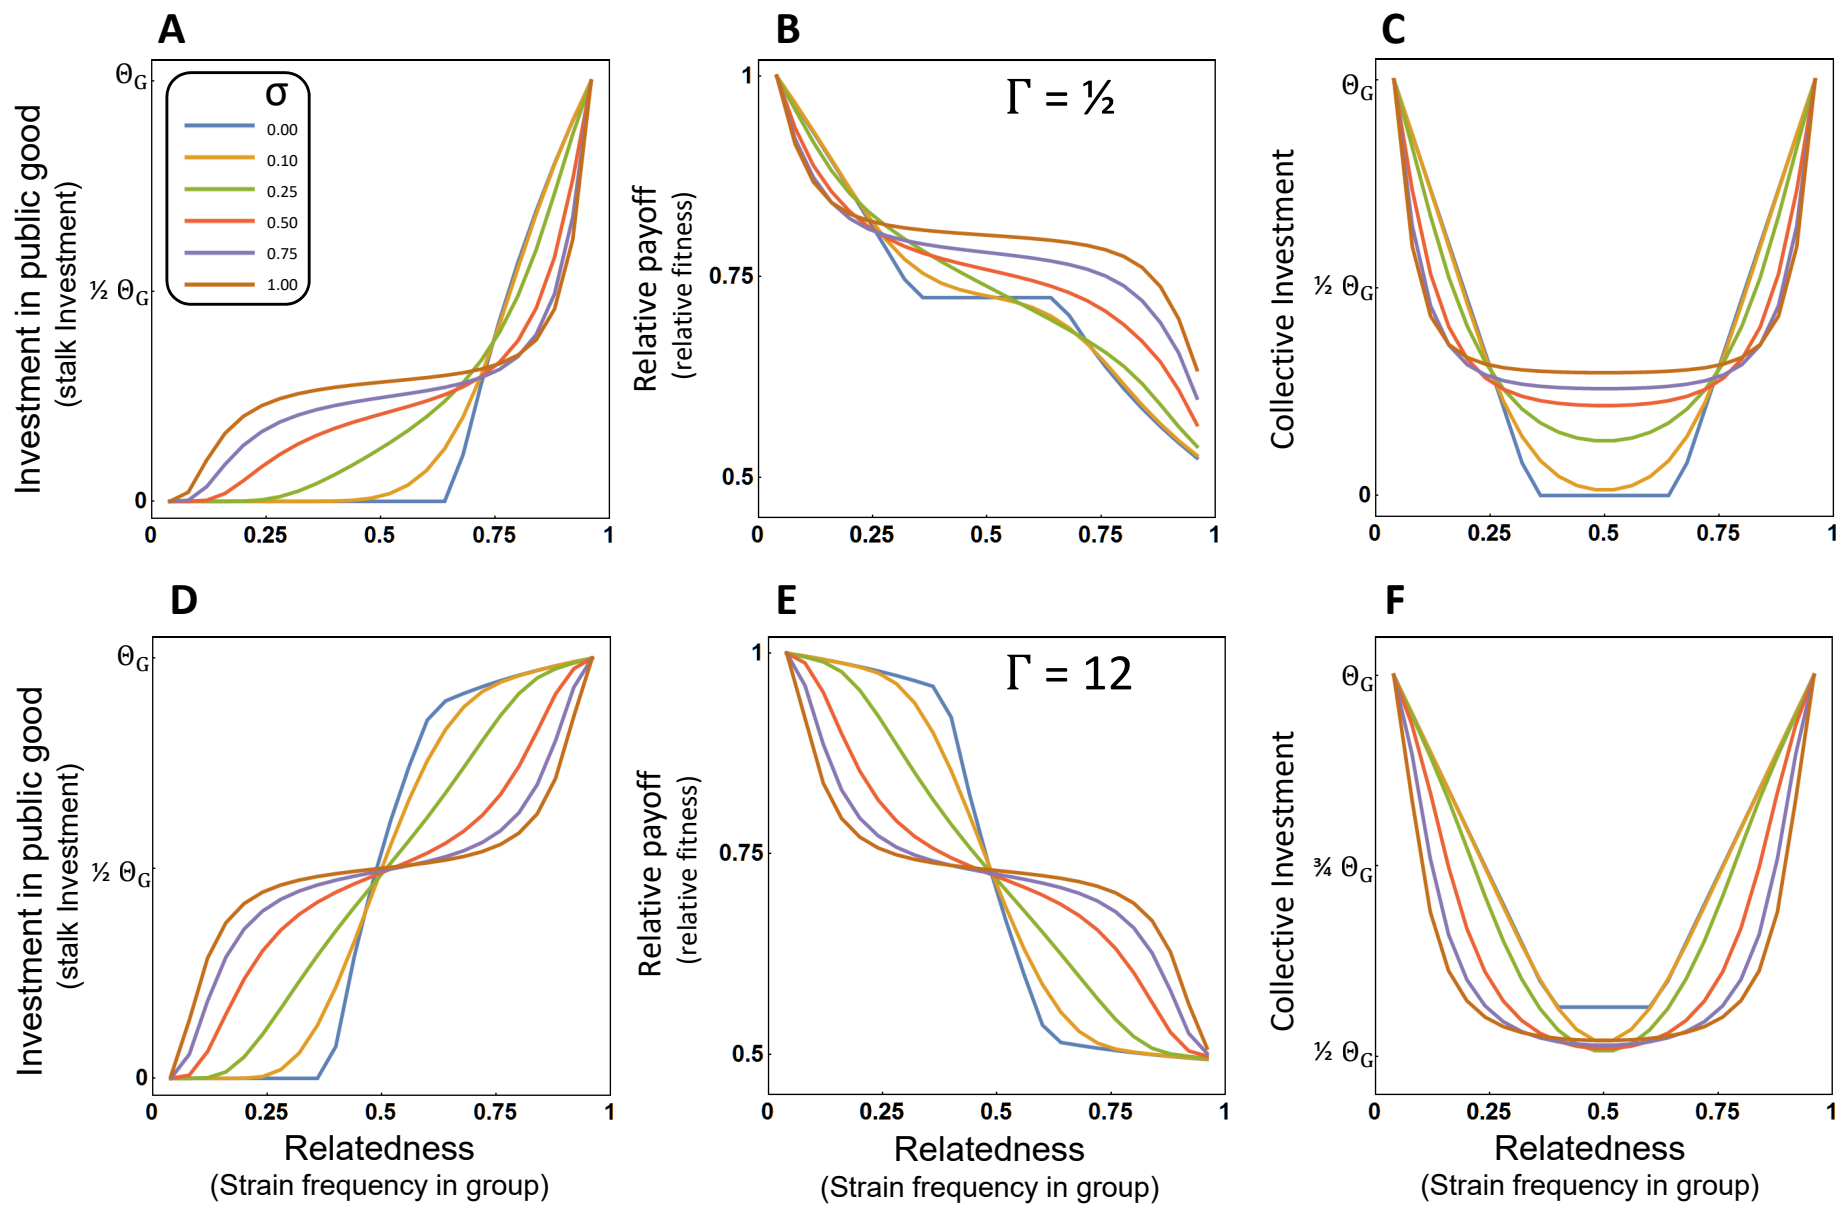 A
Investment in public good
(stalk Investment)
Θ_G
½ Θ_G
0
σ
0.00
0.10
0.25
0.50
0.75
1.00
0 0.25 0.5 0.75 1
B
Relative payoff
(relative fitness)
Γ = ½
1
0.75
0.5
0 0.25 0.5 0.75 1
C
Collective Investment
Θ_G
½ Θ_G
0
0 0.25 0.5 0.75 1
D
Investment in public good
(stalk Investment)
Θ_G
½ Θ_G
0
0 0.25 0.5 0.75 1
Relatedness
(Strain frequency in group)
E
Relative payoff
(relative fitness)
Γ = 12
1
0.75
0.5
0 0.25 0.5 0.75 1
Relatedness
(Strain frequency in group)
F
Collective Investment
Θ_G
¾ Θ_G
½ Θ_G
0 0.25 0.5 0.75 1
Relatedness
(Strain frequency in group)